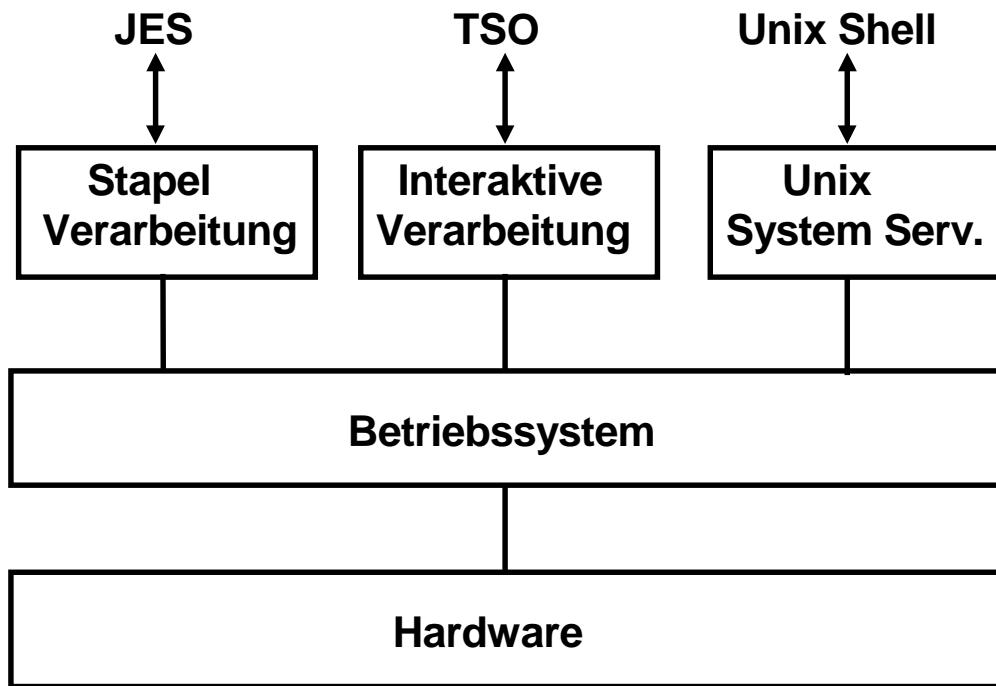 JES TSO Unix Shell
Stapel
Verarbeitung
Interaktive
Verarbeitung
Unix
System Serv.
Betriebssystem
Hardware